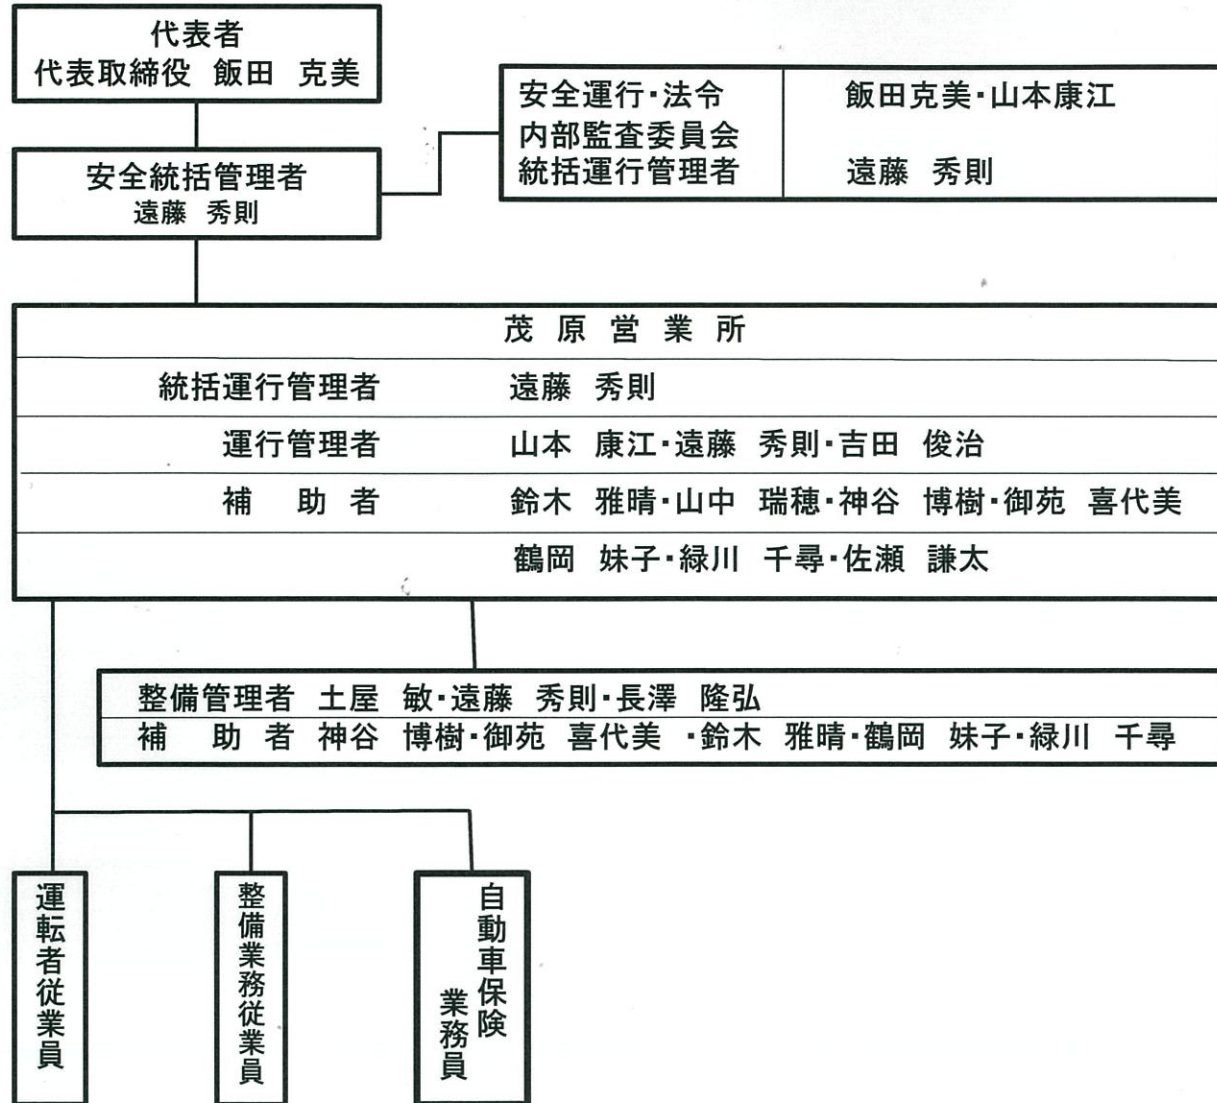 代表者
代表取締役 飯田 克美
安全運行・法令 飯田克美・山本康江
内部監査委員会
統括運行管理者 遠藤 秀則
安全統括管理者
遠藤 秀則
茂原営業所
統括運行管理者 遠藤 秀則
運行管理者 山本 康江・遠藤 秀則・吉田 俊治
補助者 鈴木 雅晴・山中 瑞穂・神谷 博樹・御苑 喜代美
鶴岡 妹子・緑川 千尋・佐瀬 謙太
整備管理者 土屋 敏・遠藤 秀則・長澤 隆弘
補助者 神谷 博樹・御苑 喜代美・鈴木 雅晴・鶴岡 妹子・緑川 千尋
運転者従業員
整備業務従業員
自動車保険
業務員